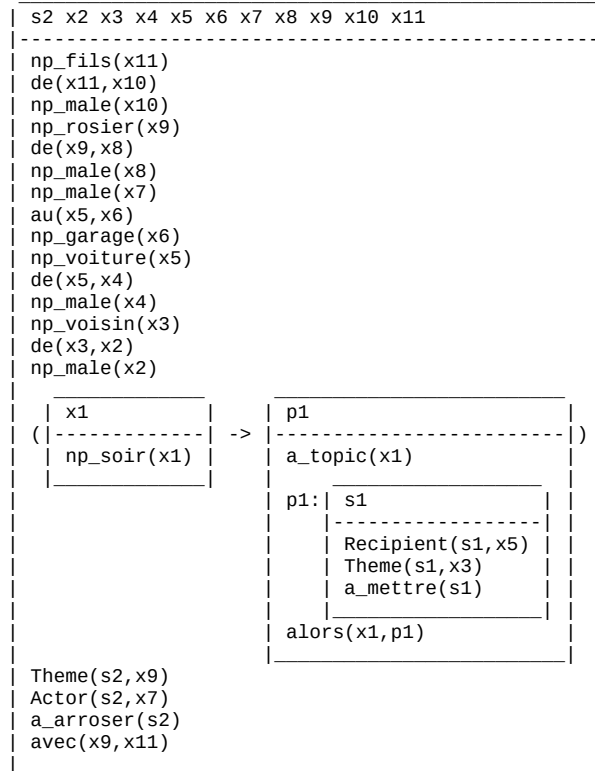 s2 x2 x3 x4 x5 x6 x7 x8 x9 x10 x11
np_fils(x11)
de(x11,x10)
np_male(x10)
np_rosier(x9)
de(x9,x8)
np_male(x8)
np_male(x7)
au(x5,x6)
np_garage(x6)
np_voiture(x5)
de(x5,x4)
np_male(x4)
np_voisin(x3)
de(x3,x2)
np_male(x2)
x1 p1
( -> )
np_soir(x1) a_topic(x1)
p1: s1
Recipient(s1,x5)
Theme(s1,x3)
a_mettre(s1)
alors(x1,p1)
Theme(s2,x9)
Actor(s2,x7)
a_arroser(s2)
avec(x9,x11)